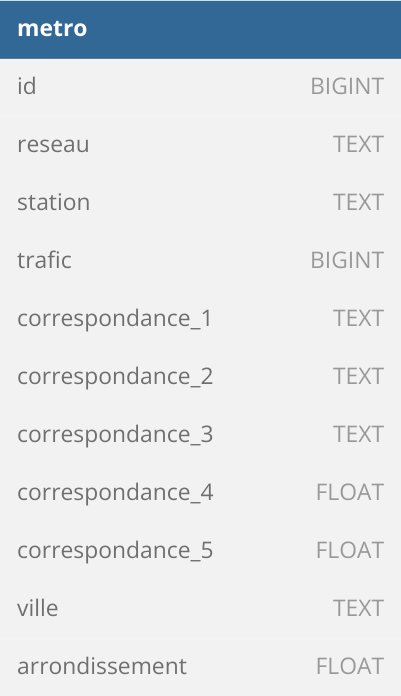 metro
id BIGINT
reseau TEXT
station TEXT
trafic BIGINT
correspondance_1 TEXT
correspondance_2 TEXT
correspondance_3 TEXT
correspondance_4 FLOAT
correspondance_5 FLOAT
ville TEXT
arrondissement FLOAT